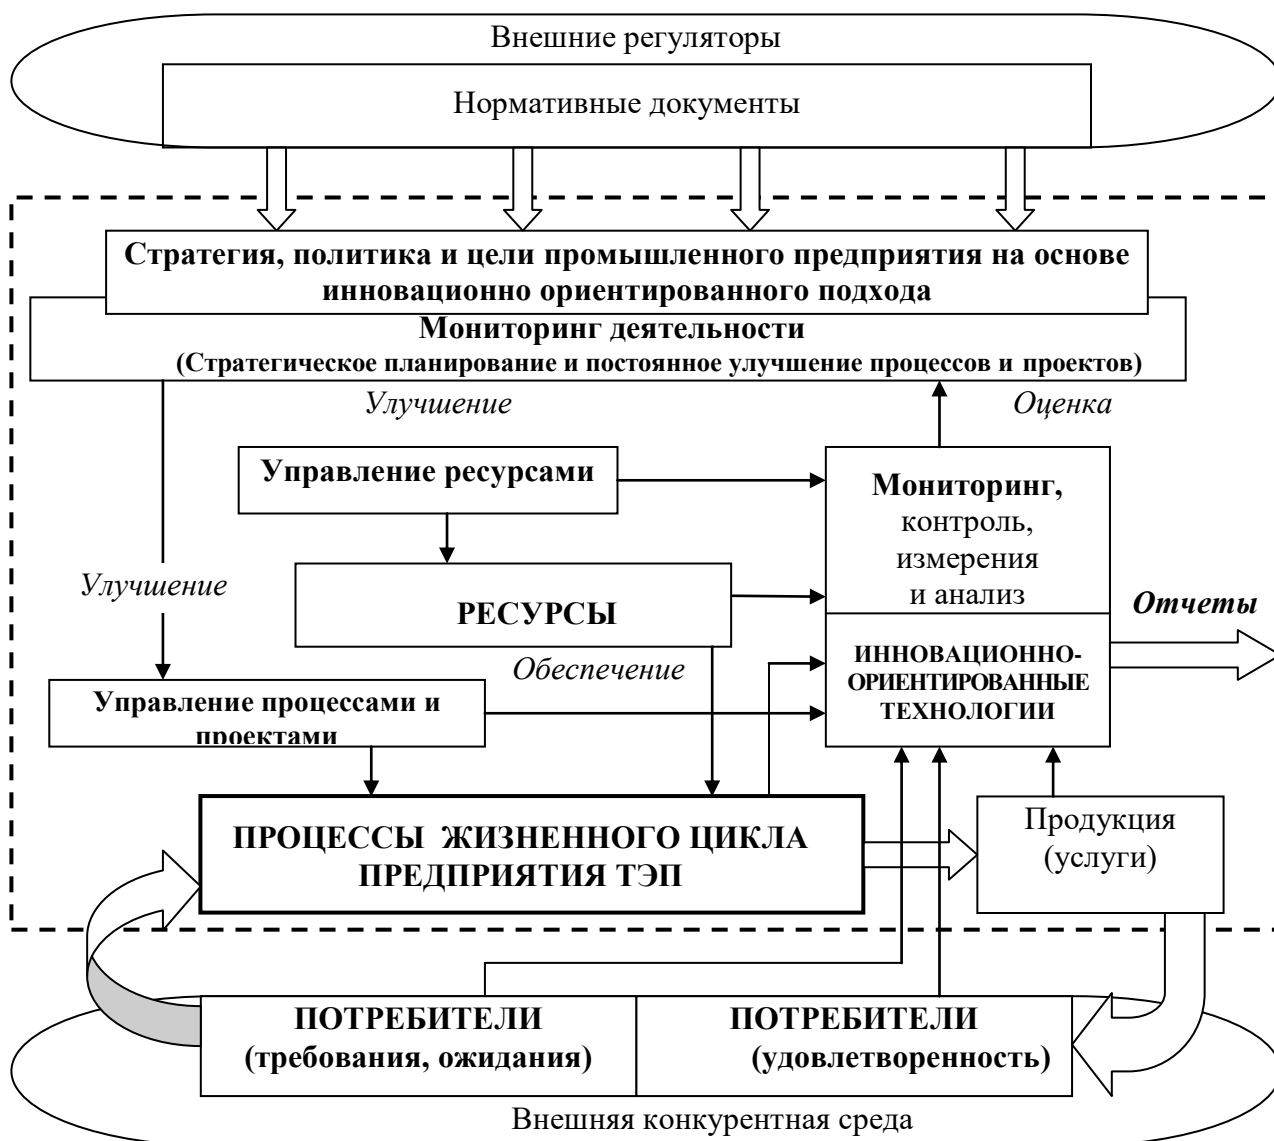 Внешние регуляторы
Нормативные документы
Стратегия, политика и цели промышленного предприятия на основе
инновационно ориентированного подхода
Мониторинг деятельности
(Стратегическое планирование и постоянное улучшение процессов и проектов)
Улучшение
Оценка
Управление ресурсами
Мониторинг,
контроль,
измерения
и анализ
Улучшение
РЕСУРСЫ
Отчеты
Обеспечение
ИННОВАЦИОННО-
ОРИЕНТИРОВАННЫЕ
ТЕХНОЛОГИИ
Управление процессами и
проектами
ПРОЦЕССЫ ЖИЗНЕННОГО ЦИКЛА
ПРЕДПРИЯТИЯ ТЭП
Продукция
(услуги)
ПОТРЕБИТЕЛИ
(требования, ожидания)
ПОТРЕБИТЕЛИ
(удовлетворенность)
Внешняя конкурентная среда